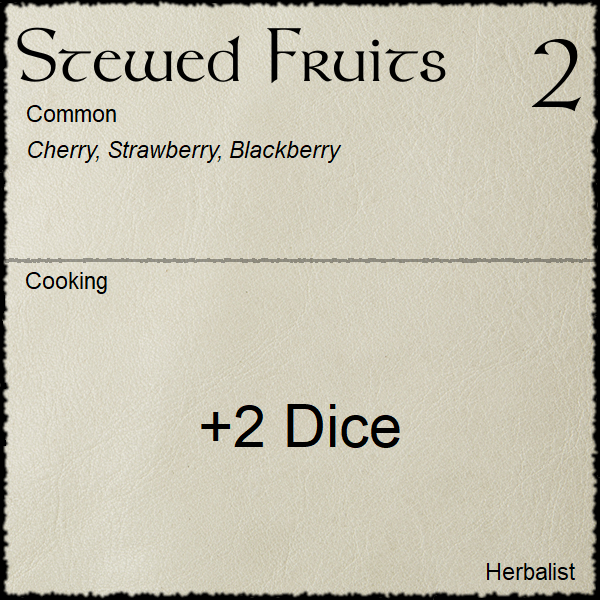 Stewed Fruits
2
Common
Cherry, Strawberry, Blackberry
Cooking
+2 Dice
Herbalist